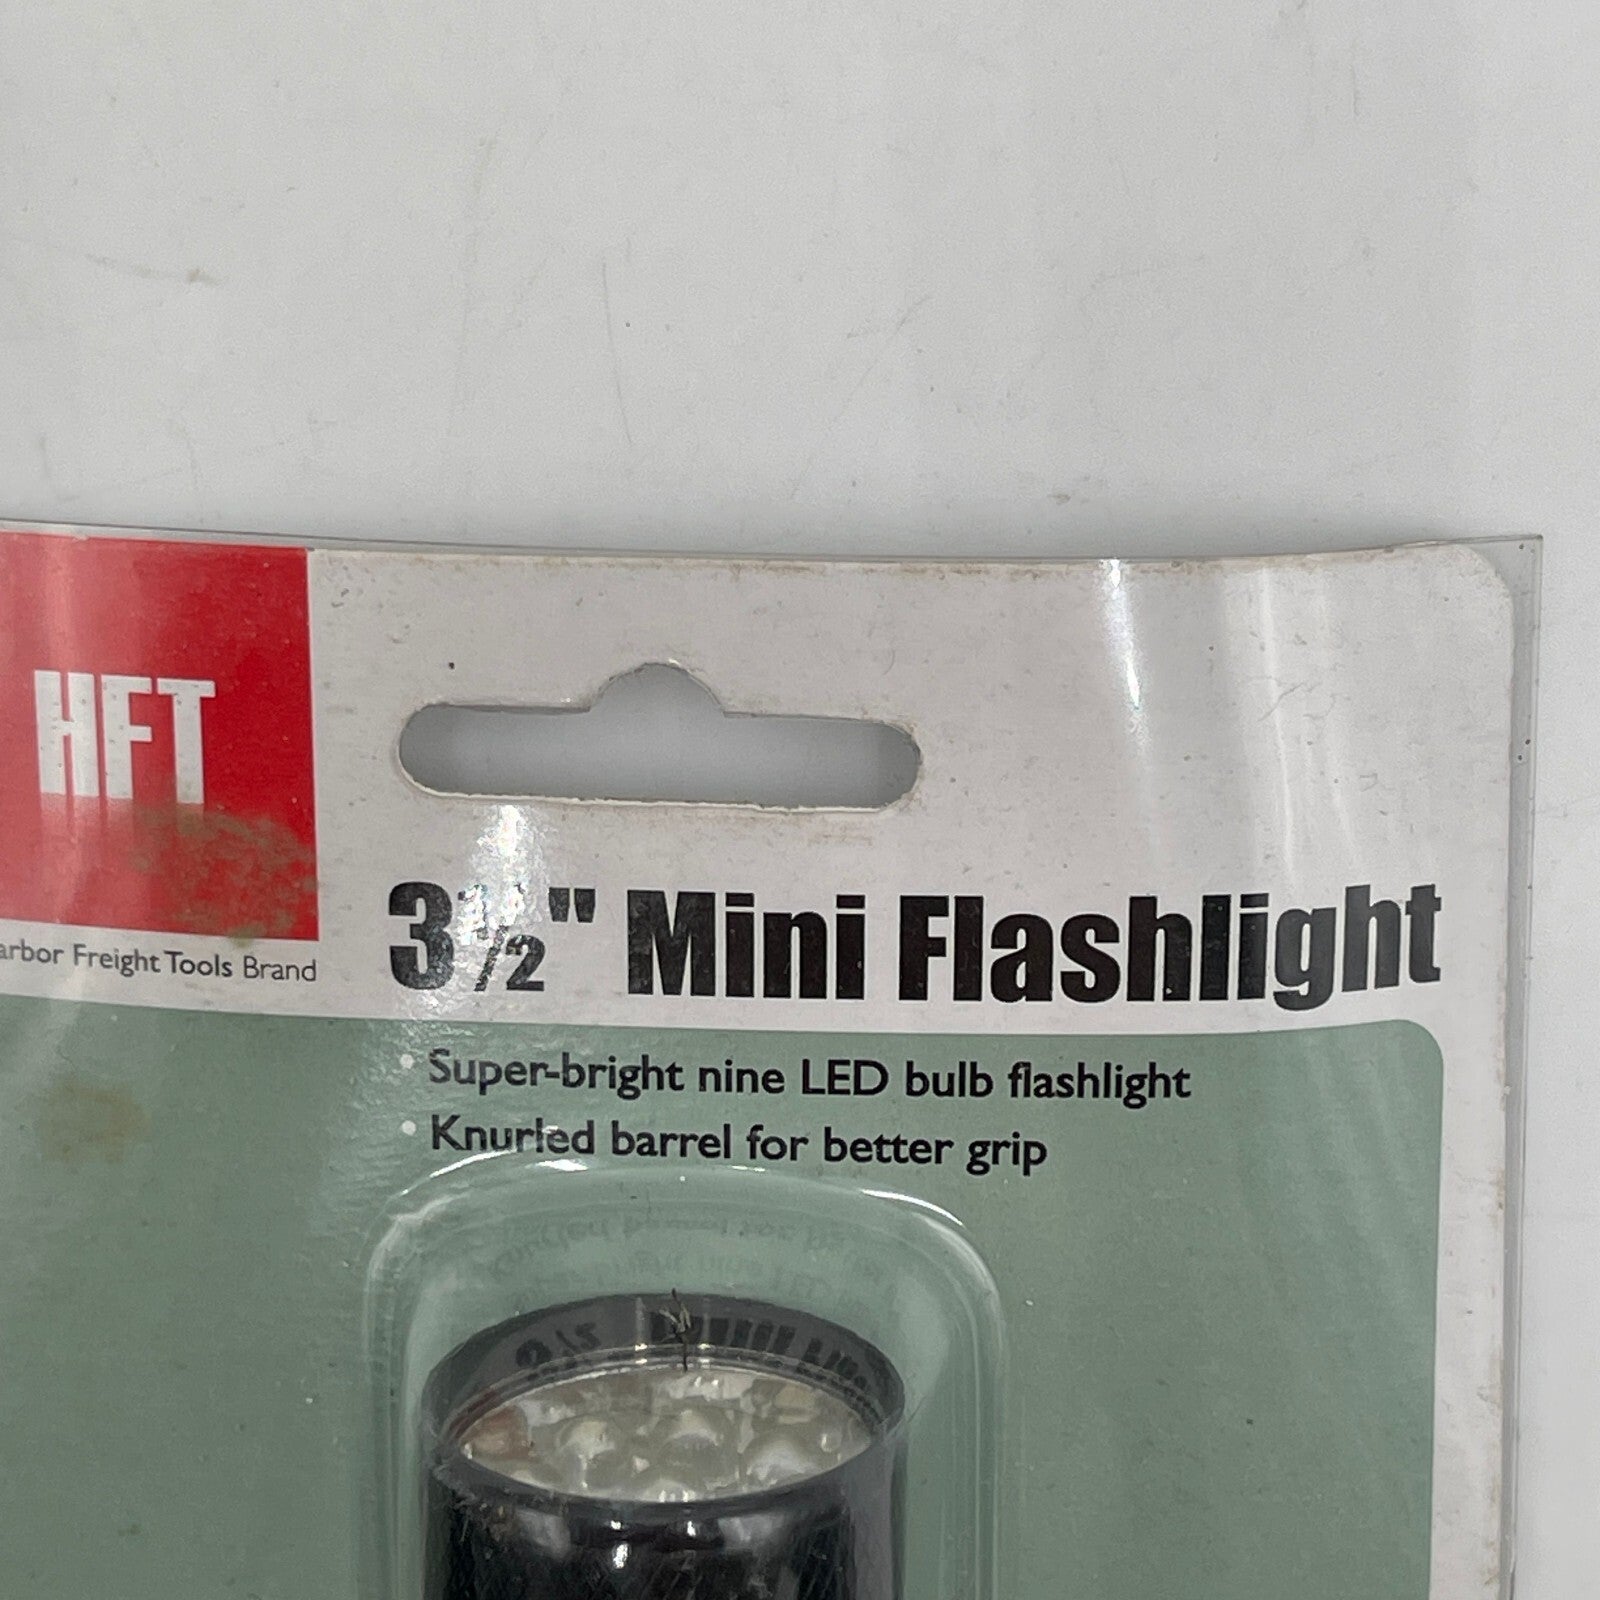 HFT
arbor Freight Tools Brand
3½" Mini Flashlight
• Super-bright nine LED bulb flashlight
• Knurled barrel for better grip